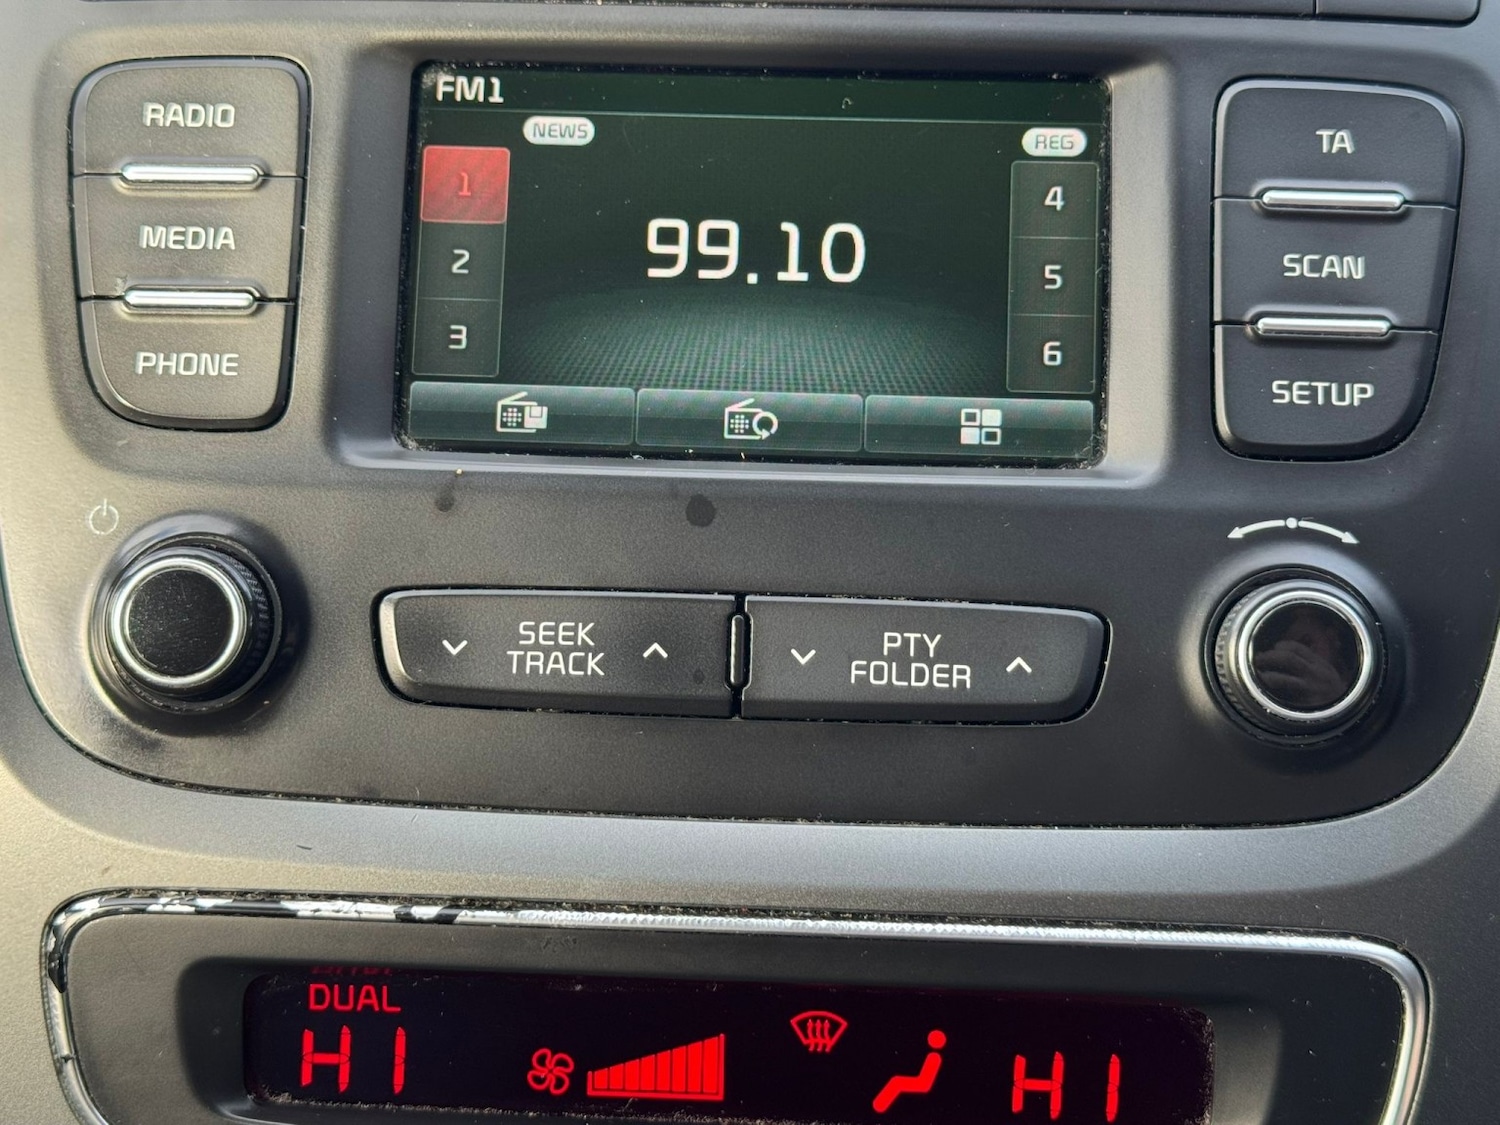 FM1
RADIO
NEWS
REG
TA
1
4
99.10
MEDIA
2
5
SCAN
3
6
PHONE
SETUP
SEEK
TRACK
PTY
FOLDER
DUAL
HI
HI